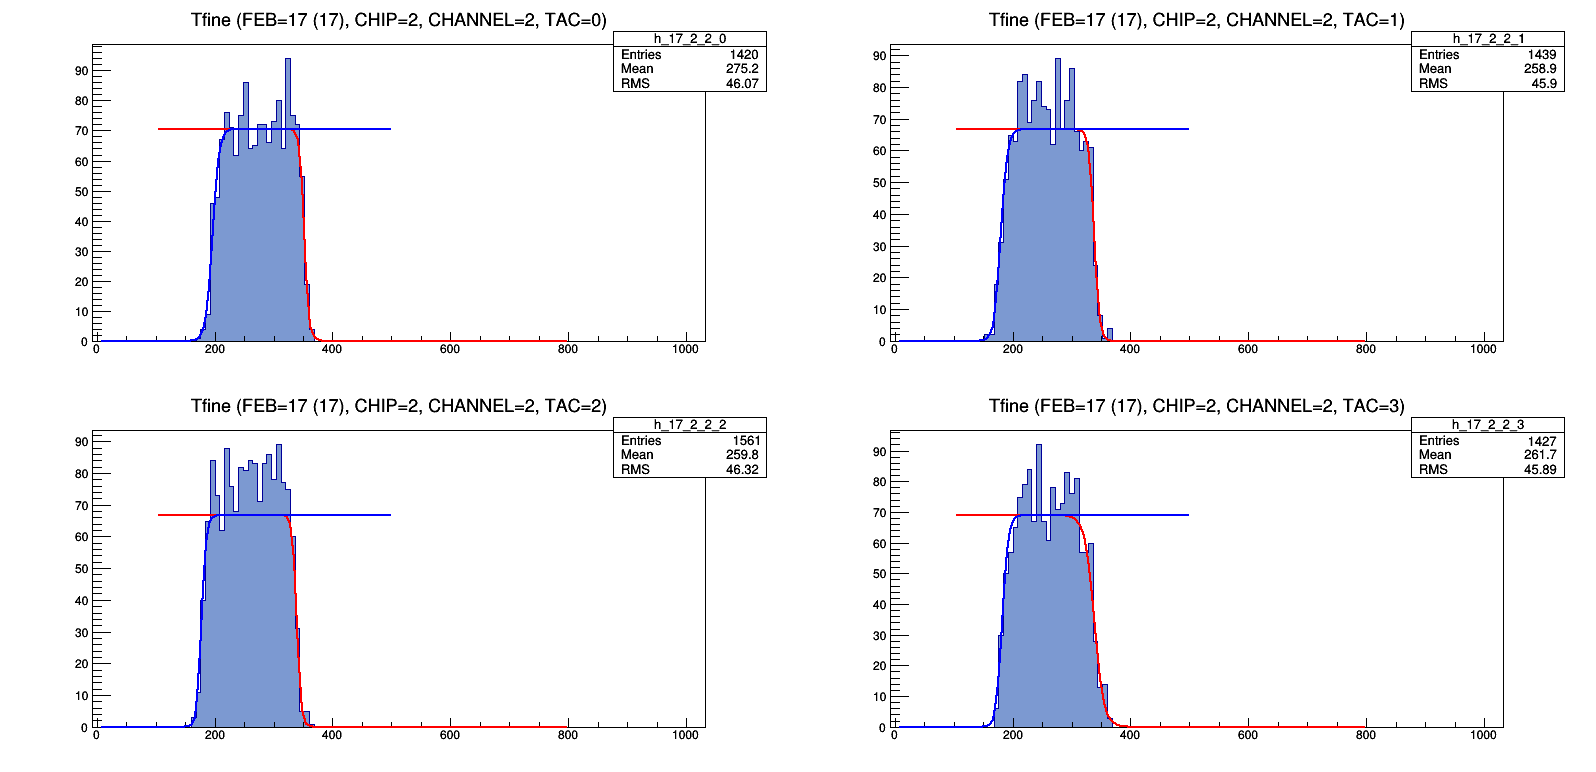 Tfine (FEB=17 (17), CHIP=2, CHANNEL=2, TAC=0)
h_17_2_2_0
Entries 1420
Mean 275.2
RMS 46.07
90
80
70
60
50
40
30
20
10
0
0 200 400 600 800 1000
Tfine (FEB=17 (17), CHIP=2, CHANNEL=2, TAC=1)
h_17_2_2_1
Entries 1439
Mean 258.9
RMS 45.9
90
80
70
60
50
40
30
20
10
0
0 200 400 600 800 1000
Tfine (FEB=17 (17), CHIP=2, CHANNEL=2, TAC=2)
h_17_2_2_2
Entries 1561
Mean 259.8
RMS 46.32
90
80
70
60
50
40
30
20
10
0
0 200 400 600 800 1000
Tfine (FEB=17 (17), CHIP=2, CHANNEL=2, TAC=3)
h_17_2_2_3
Entries 1427
Mean 261.7
RMS 45.89
90
80
70
60
50
40
30
20
10
0
0 200 400 600 800 1000